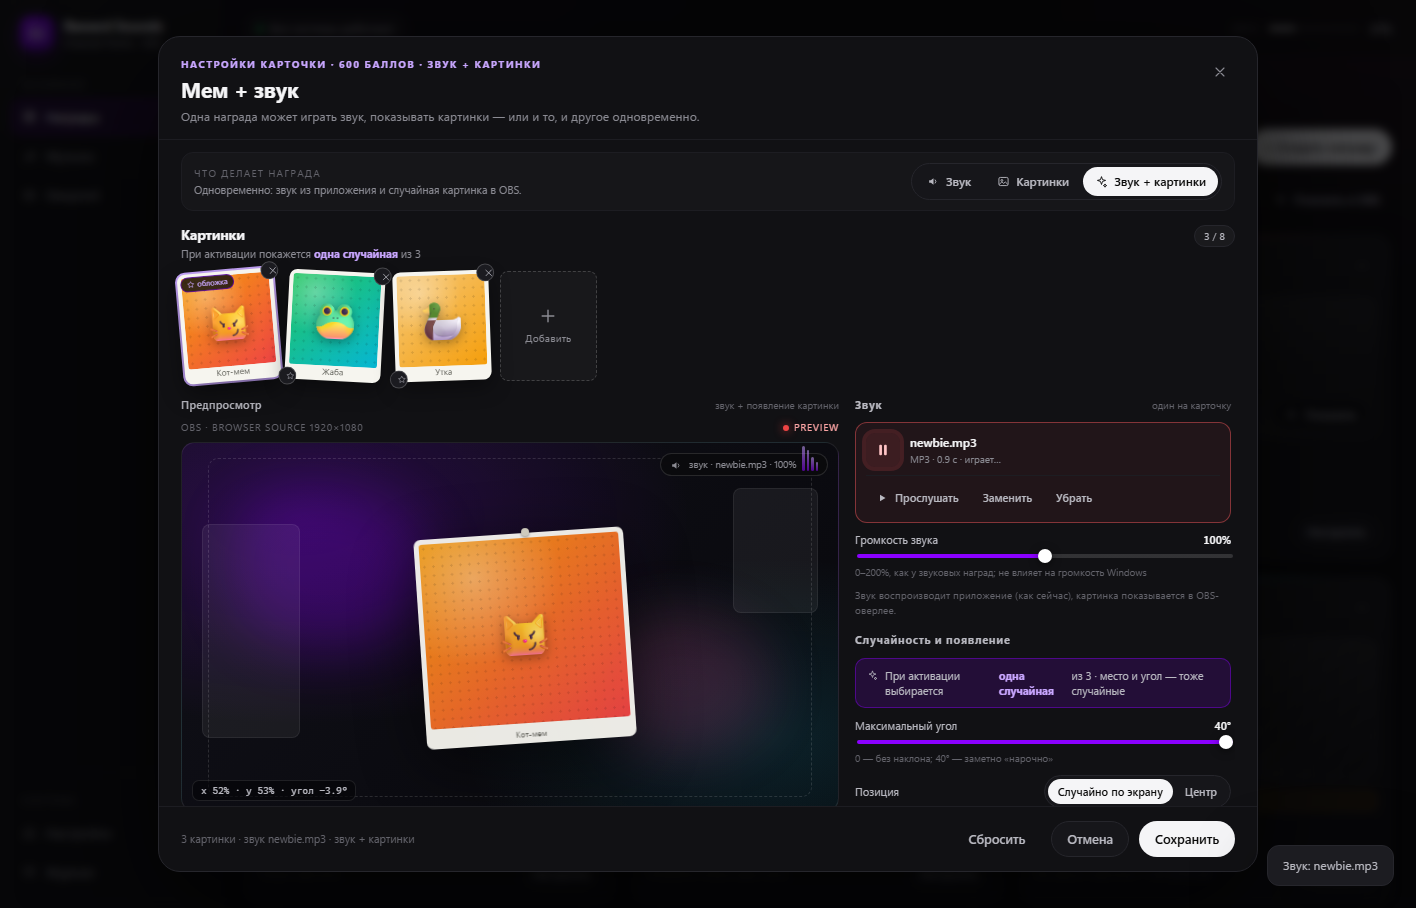 НАСТРОЙКИ КАРТОЧКИ · 600 БАЛЛОВ · ЗВУК + КАРТИНКИ
Мем + звук
Одна награда может играть звук, показывать картинки — или и то, и другое одновременно.
ЧТО ДЕЛАЕТ НАГРАДА
Одновременно: звук из приложения и случайная картинка в OBS.
Звук
Картинки
Звук + картинки
Картинки
3 / 8
При активации покажется одна случайная из 3
обложка
Кот-мем
Жаба
Утка
Добавить
Предпросмотр
звук + появление картинки
OBS · BROWSER SOURCE 1920×1080
PREVIEW
звук · newbie.mp3 · 100%
Кот-мем
x 52% · y 53% · угол −3.9°
Звук
один на карточку
newbie.mp3
MP3 · 0.9 с · играет…
Прослушать
Заменить
Убрать
Громкость звука
100%
0–200%, как у звуковых наград; не влияет на громкость Windows
Звук воспроизводит приложение (как сейчас), картинка показывается в OBS-
оверлее.
Случайность и появление
При активации
выбирается
одна
случайная
из 3 · место и угол — тоже
случайные
Максимальный угол
40°
0 — без наклона; 40° — заметно «нарочно»
Позиция
Случайно по экрану
Центр
3 картинки · звук newbie.mp3 · звук + картинки
Сбросить
Отмена
Сохранить
Звук: newbie.mp3